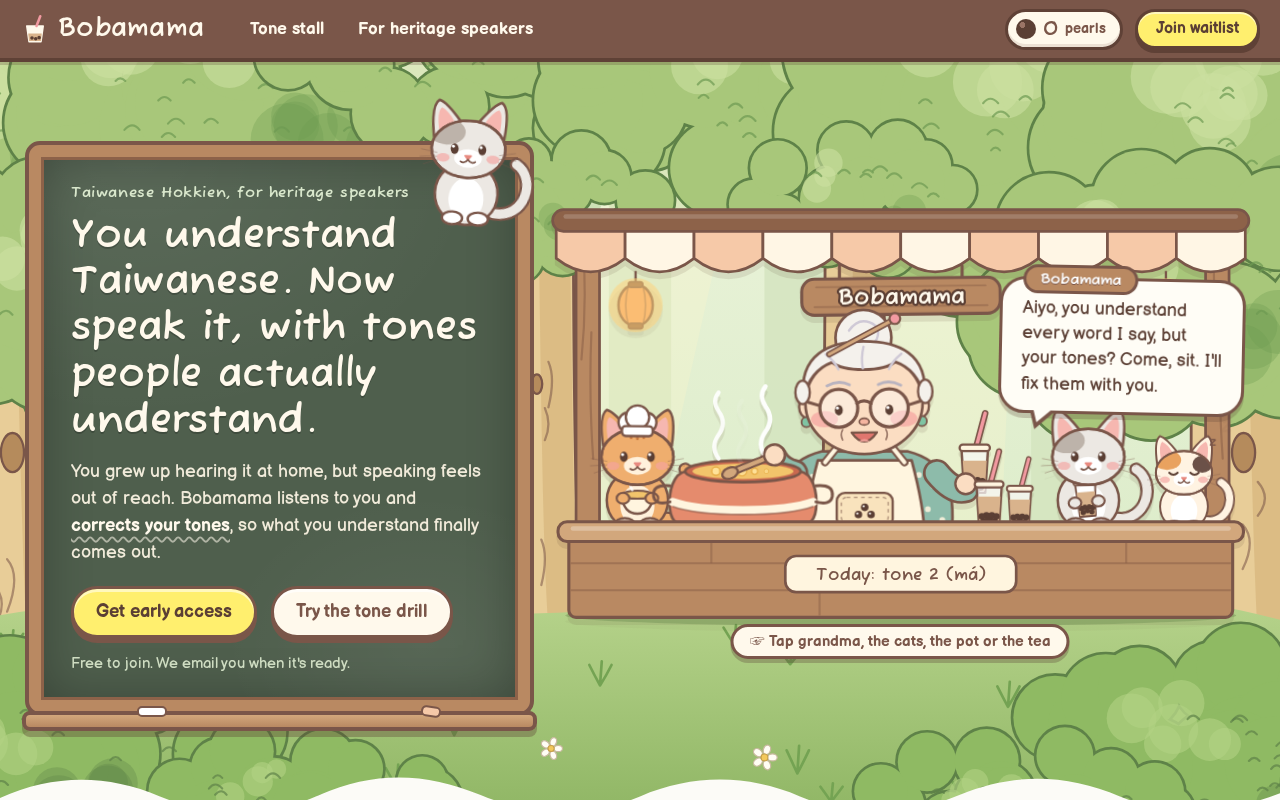 Bobamama
Tone stall
For heritage speakers
0 pearls
Join waitlist
Taiwanese Hokkien, for heritage speakers
You understand
Taiwanese. Now
speak it, with tones
people actually
understand.
You grew up hearing it at home, but speaking feels
out of reach. Bobamama listens to you and
corrects your tones, so what you understand finally
comes out.
Get early access
Try the tone drill
Free to join. We email you when it's ready.
Bobamama
Bobamama
Aiyo, you understand
every word I say, but
your tones? Come, sit. I'll
fix them with you.
Today: tone 2 (má)
☞ Tap grandma, the cats, the pot or the tea